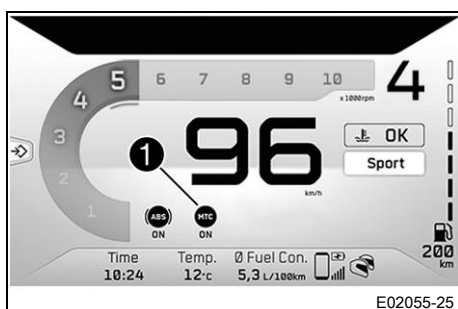 5 6 7 8 9 10
4
x1000rpm
4
3
2
1
1
96
km/h
OK
Sport
ABS
ON
MTC
ON
Time
10:24
Temp.
12°C
Ø Fuel Con.
5,3 L/100km
200
km
E02055-25